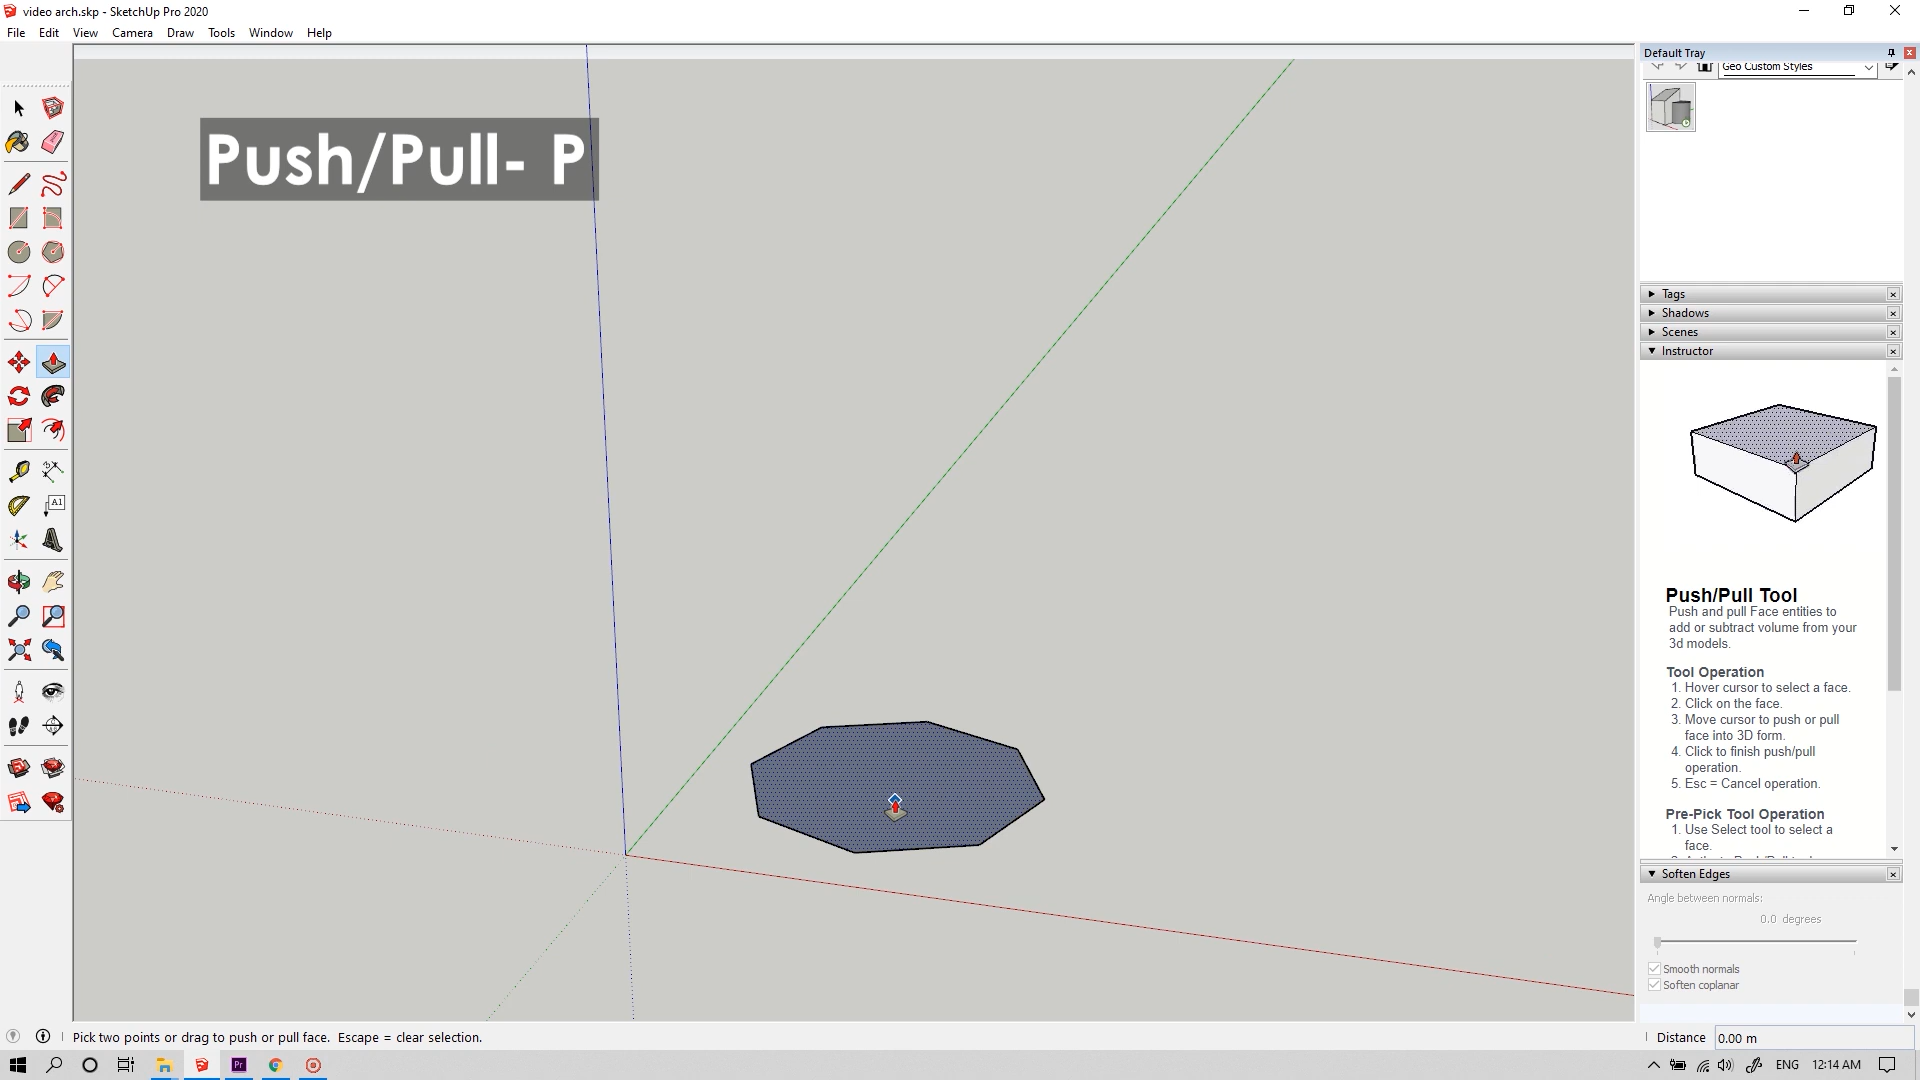 video arch.skp - SketchUp Pro 2020
File Edit View Camera Draw Tools Window Help
Default Tray
Geo Custom Styles
Push/Pull- P
Tags
Shadows
Scenes
Instructor
A1
Push/Pull Tool
Push and pull Face entities to
add or subtract volume from your
3d models.
Tool Operation
1. Hover cursor to select a face.
2. Click on the face.
3. Move cursor to push or pull
face into 3D form.
4. Click to finish push/pull
operation.
5. Esc = Cancel operation.
Pre-Pick Tool Operation
1. Use Select tool to select a
face.
Soften Edges
Angle between normals:
0.0 degrees
Smooth normals
Soften coplanar
Pick two points or drag to push or pull face. Escape = clear selection.
Distance 0.00 m
Pr
ENG 12:14 AM